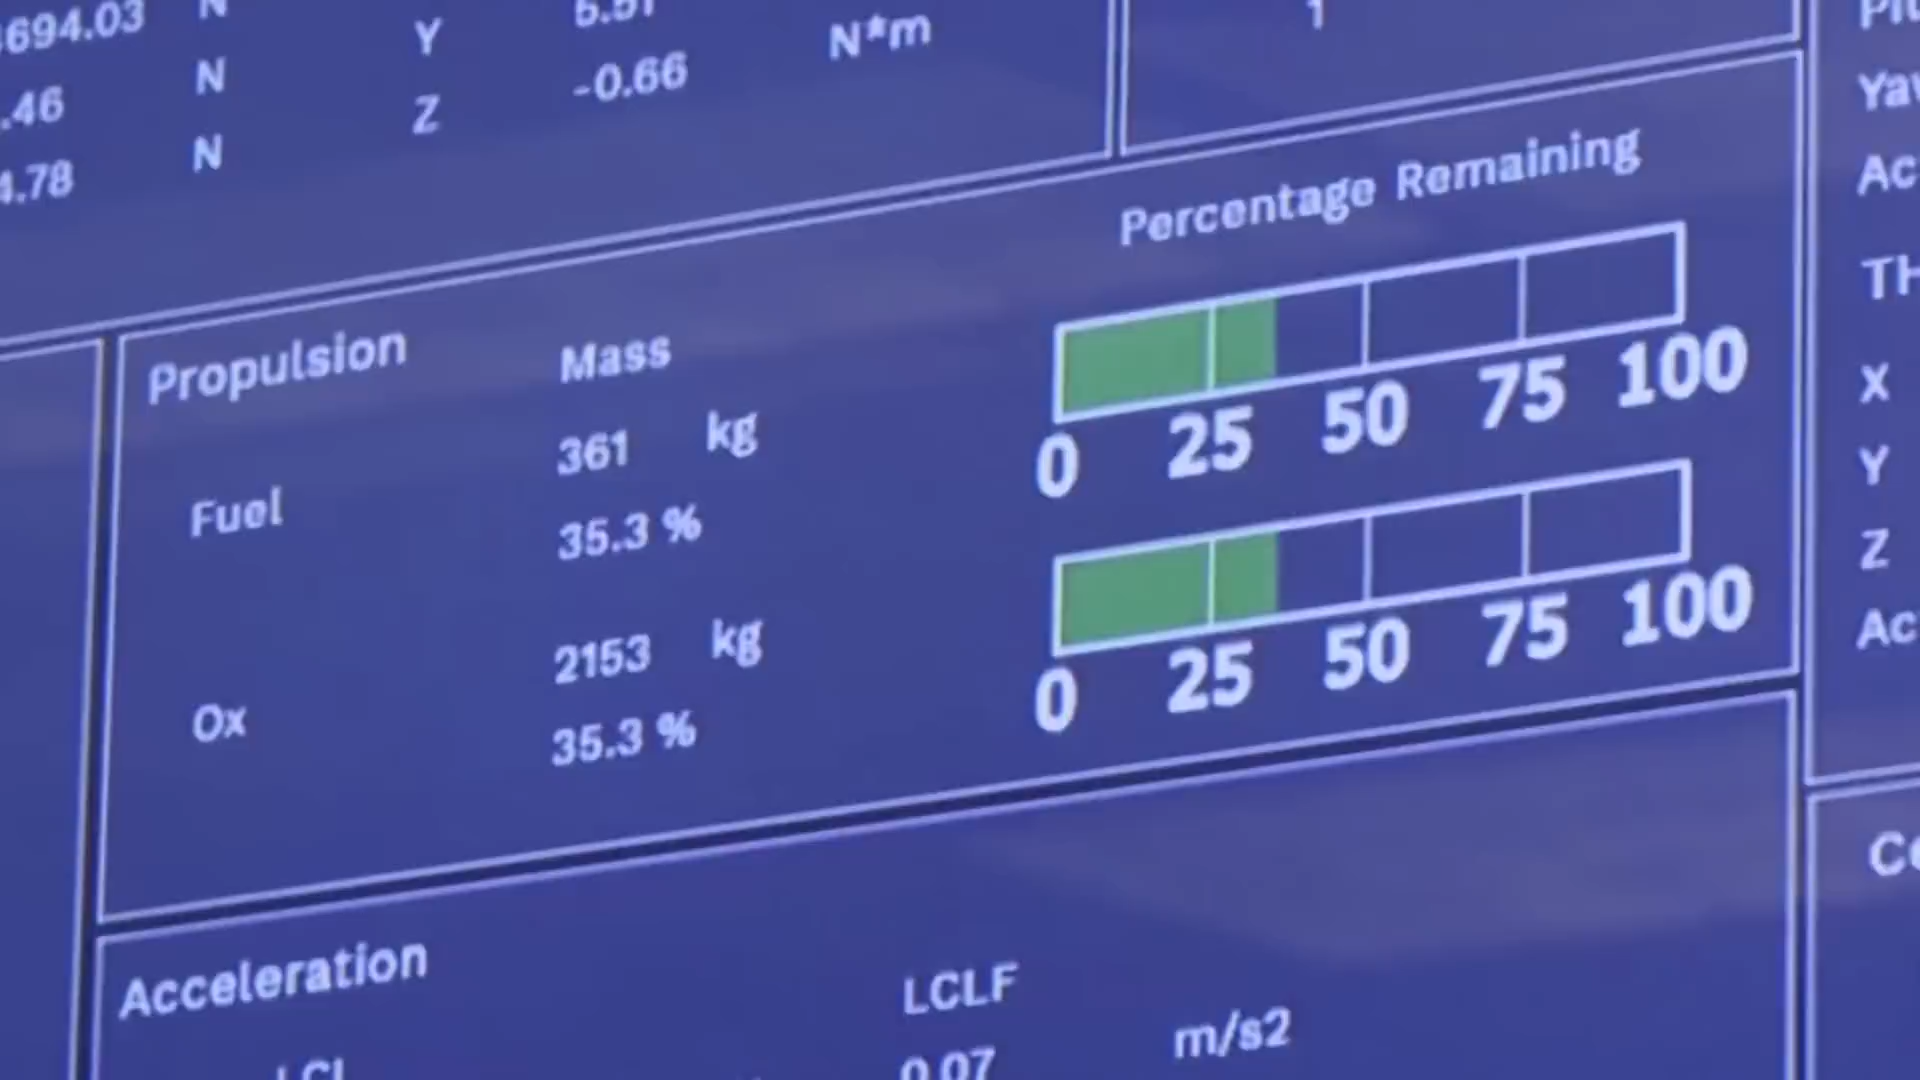 694.03 N Y 5.51 N*m 1
.46 N Z -0.66
4.78 N
Yaw
Percentage Remaining
Propulsion Mass
361 kg
Fuel 35.3 %
0 25 50 75 100
2153 kg
Ox 35.3 %
0 25 50 75 100
X
Y
Z
Acceleration LCLF
0.07 m/s2